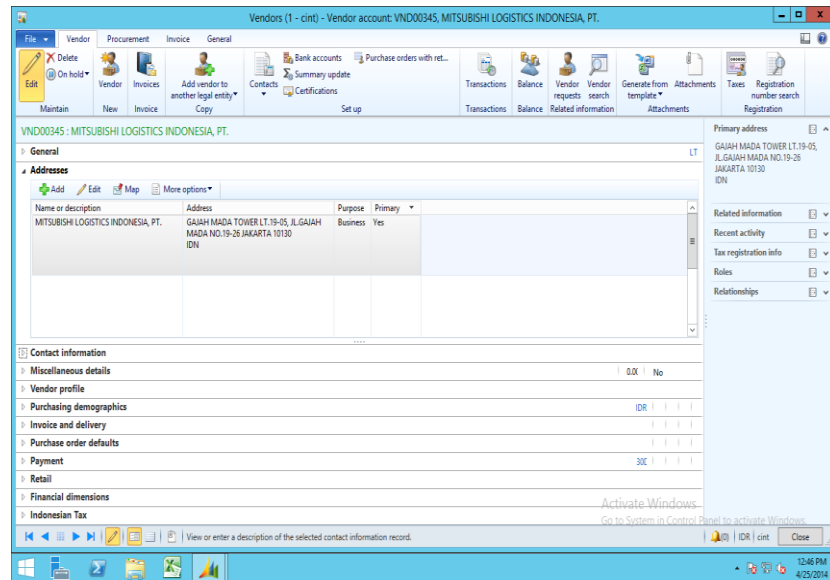 Vendors (1 - cint) - Vendor account: VND00345, MITSUBISHI LOGISTICS INDONESIA, PT.
File Vendor Procurement Invoice General
Edit
Delete
On hold
Maintain
Vendor
New
Invoices
Invoice
Add vendor to
another legal entity
Copy
Contacts
Bank accounts
Summary update
Certifications
Purchase orders with ret...
Set up
Transactions
Transactions
Balance
Balance
Vendor
requests
Vendor
search
Related information
Generate from
template
Attachments
Attachments
Taxes
Registration
number search
Registration
VND00345 : MITSUBISHI LOGISTICS INDONESIA, PT.
General LT
Addresses
Add Edit Map More options
Name or description Address Purpose Primary
MITSUBISHI LOGISTICS INDONESIA, PT. GAJAH MADA TOWER LT.19-05, JL.GAJAH Business Yes
MADA NO.19-26 JAKARTA 10130
IDN
Contact information
Miscellaneous details 0.00 No
Vendor profile
Purchasing demographics IDR
Invoice and delivery
Purchase order defaults
Payment 30D
Retail
Financial dimensions
Indonesian Tax
Primary address
GAJAH MADA TOWER LT.19-05,
JL.GAJAH MADA NO.19-26
JAKARTA 10130
IDN
Related information
Recent activity
Tax registration info
Roles
Relationships
Activate Windows
Go to System in Control Panel to activate Windows.
View or enter a description of the selected contact information record.
(0) IDR cint Close
12:46 PM
4/25/2014